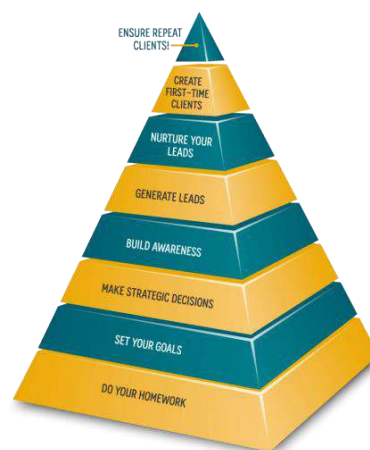 ENSURE REPEAT
CLIENTS!
CREATE
FIRST-TIME
CLIENTS
NURTURE YOUR
LEADS
GENERATE LEADS
BUILD AWARENESS
MAKE STRATEGIC DECISIONS
SET YOUR GOALS
DO YOUR HOMEWORK